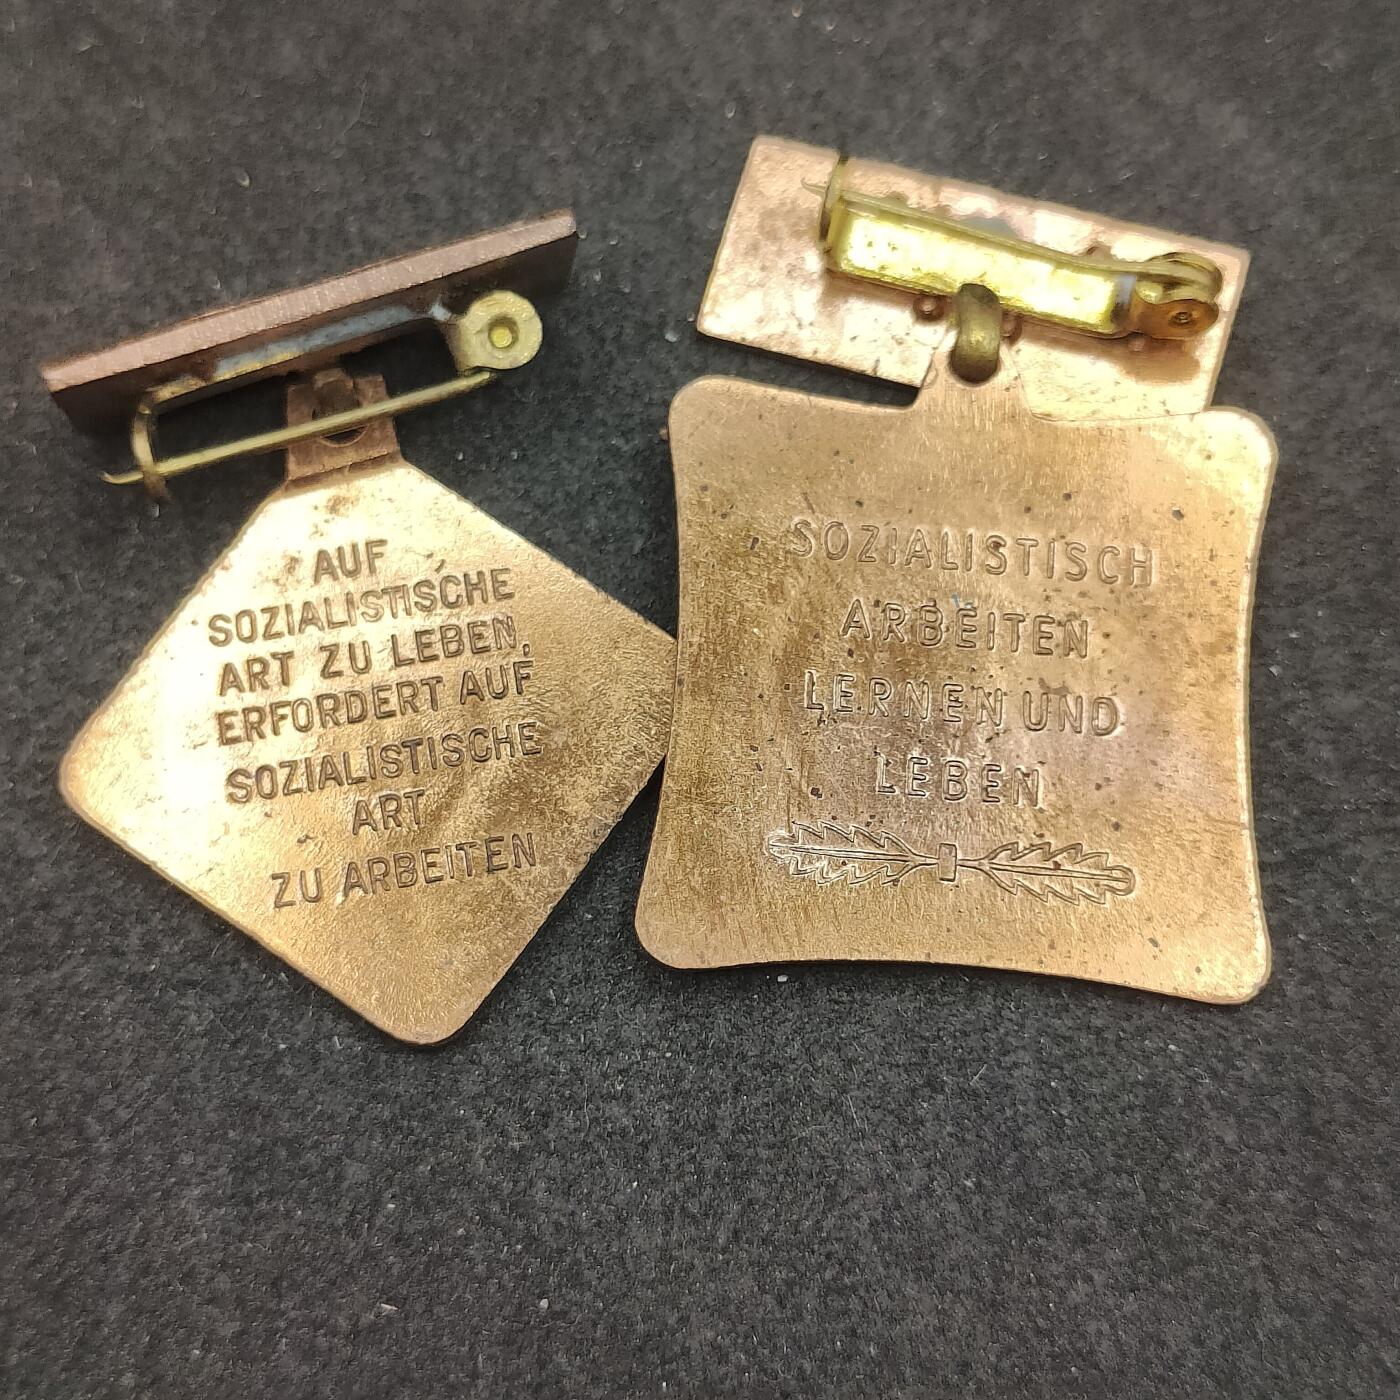 AUF
SOZIALISTISCHE
ART ZU LEBEN,
ERFORDERT AUF
SOZIALISTISCHE
ART
ZU ARBEITEN
SOZIALISTISCH
ARBEITEN
LERNEN UND
LEBEN